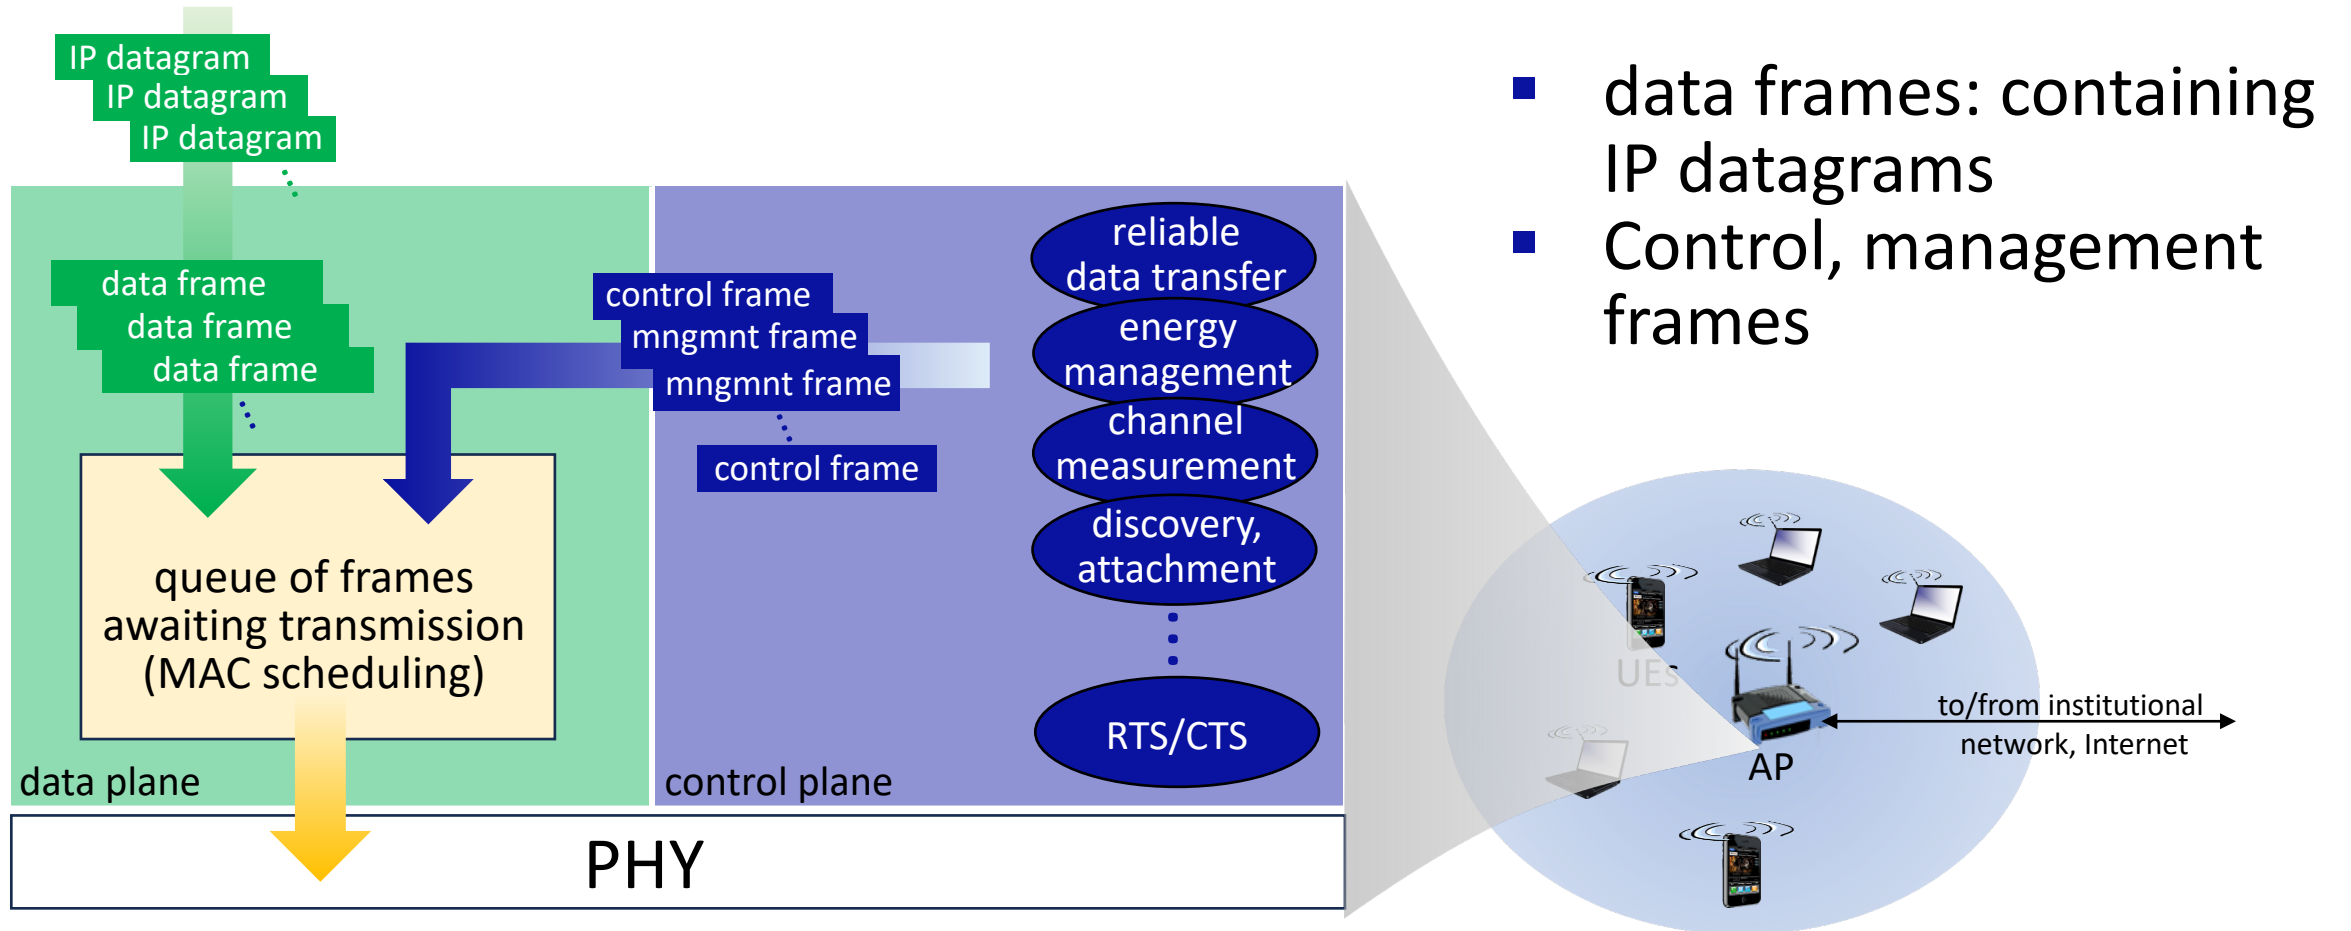 IP datagram
IP datagram
IP datagram
data frame
data frame
data frame
queue of frames
awaiting transmission
(MAC scheduling)
data plane
control frame
mngmnt frame
mngmnt frame
control frame
reliable
data transfer
energy
management
channel
measurement
discovery,
attachment
RTS/CTS
control plane
PHY
data frames: containing
IP datagrams
Control, management
frames
UEs
AP
to/from institutional
network, Internet